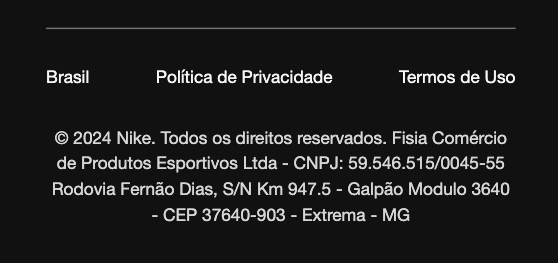 Brasil Política de Privacidade Termos de Uso
© 2024 Nike. Todos os direitos reservados. Fisia Comércio
de Produtos Esportivos Ltda - CNPJ: 59.546.515/0045-55
Rodovia Fernão Dias, S/N Km 947.5 - Galpão Modulo 3640
- CEP 37640-903 - Extrema - MG